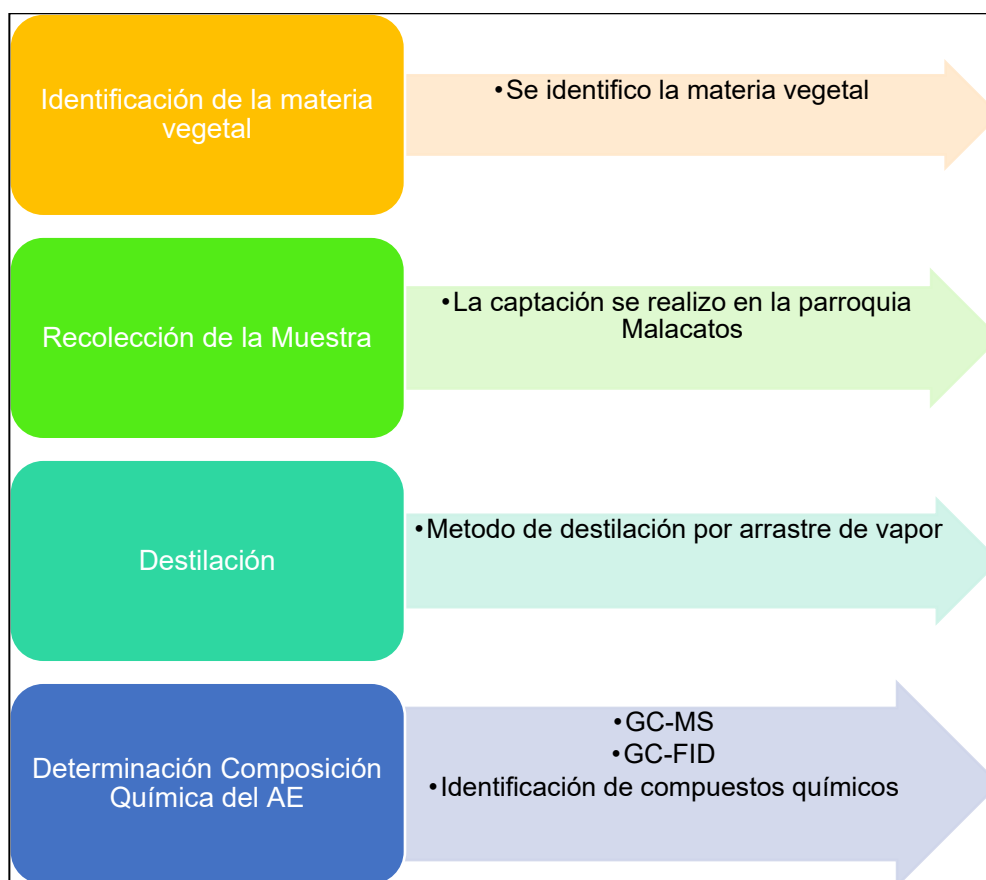 Identificación de la materia
vegetal
•Se identifico la materia vegetal
Recolección de la Muestra
•La captación se realizo en la parroquia
Malacatos
Destilación
•Metodo de destilación por arrastre de vapor
Determinación Composición
Química del AE
•GC-MS
•GC-FID
•Identificación de compuestos químicos